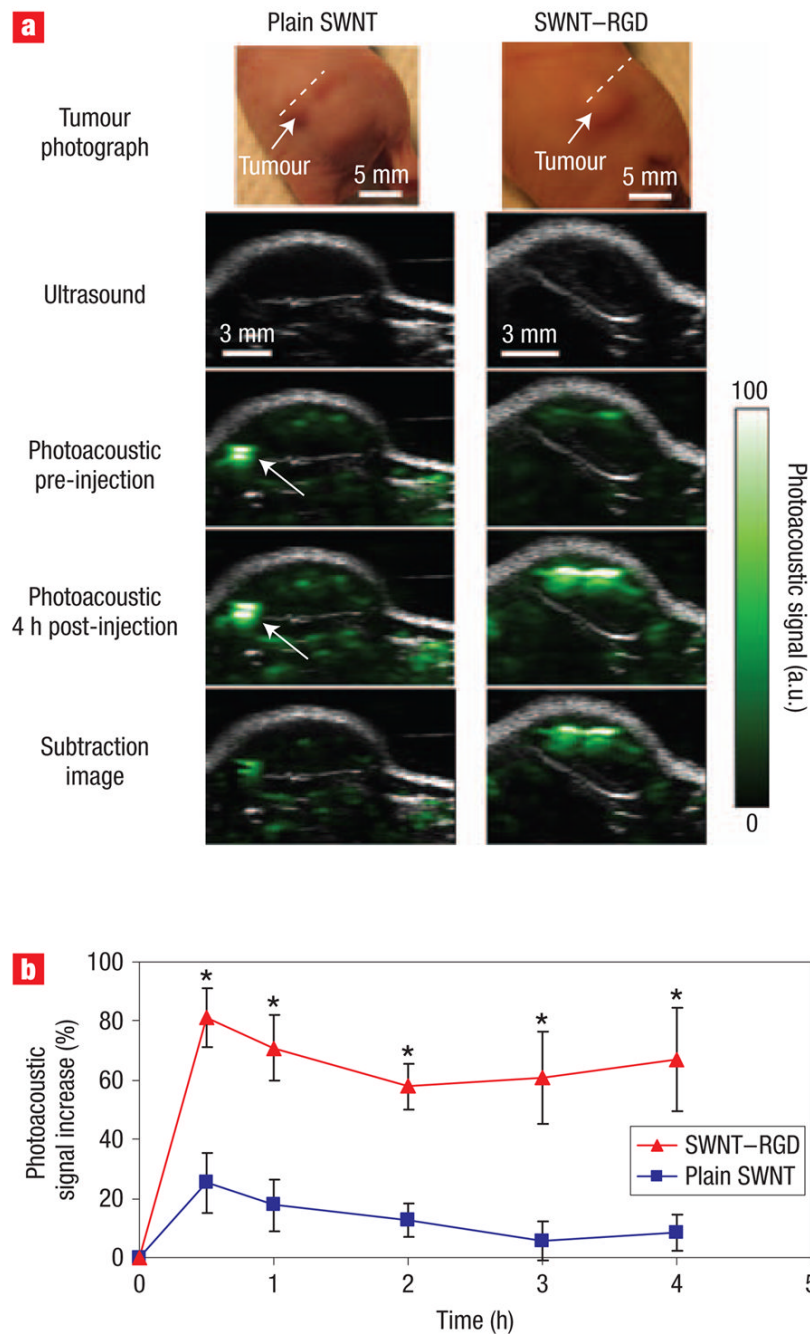 a
Plain SWNT
SWNT–RGD
Tumour
photograph
Tumour
5 mm
Tumour
5 mm
Ultrasound
3 mm
3 mm
Photoacoustic
pre-injection
Photoacoustic
4 h post-injection
Subtraction
image
100
Photoacoustic signal (a.u.)
0
b
Photoacoustic
signal increase (%)
100
80
60
40
20
0
*
*
*
*
*
SWNT–RGD
Plain SWNT
0
1
2
3
4
5
Time (h)